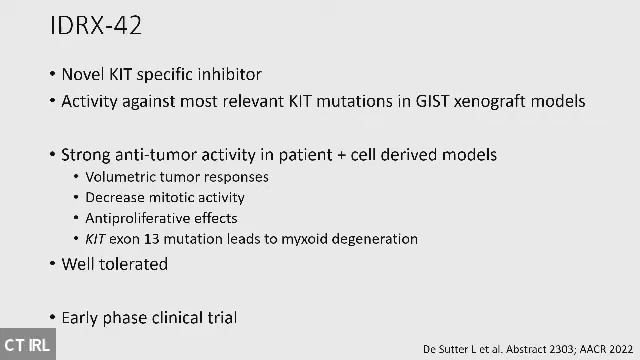 IDRX-42
• Novel KIT specific inhibitor
• Activity against most relevant KIT mutations in GIST xenograft models
• Strong anti-tumor activity in patient + cell derived models
• Volumetric tumor responses
• Decrease mitotic activity
• Antiproliferative effects
• KIT exon 13 mutation leads to myxoid degeneration
• Well tolerated
• Early phase clinical trial
CT IRL
De Sutter L et al. Abstract 2303; AACR 2022